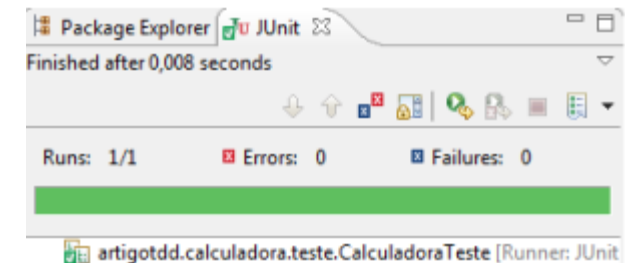 Package Explorer JUnit
Finished after 0,008 seconds
Runs: 1/1 Errors: 0 Failures: 0
artigotdd.calculadora.teste.CalculadoraTeste [Runner: JUnit